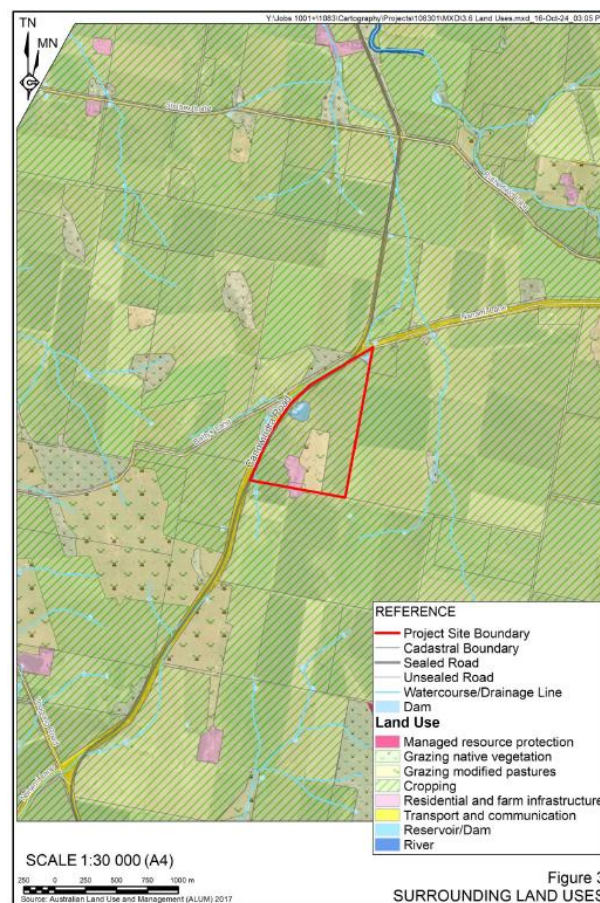 Y:\Jobs 1001+\1083\Cartography\Projects\108301\MXD\3.6 Land Uses.mxd_16-Oct-24_03:05 P
TN
MN
Canowindra Road
REFERENCE
Project Site Boundary
Cadastral Boundary
Sealed Road
Unsealed Road
Watercourse/Drainage Line
Dam
Land Use
Managed resource protection
Grazing native vegetation
Grazing modified pastures
Cropping
Residential and farm infrastructure
Transport and communication
Reservoir/Dam
River
SCALE 1:30 000 (A4)
250 0 250 500 750 1000 m
Source: Australian Land Use and Management (ALUM) 2017
Figure 3
SURROUNDING LAND USES